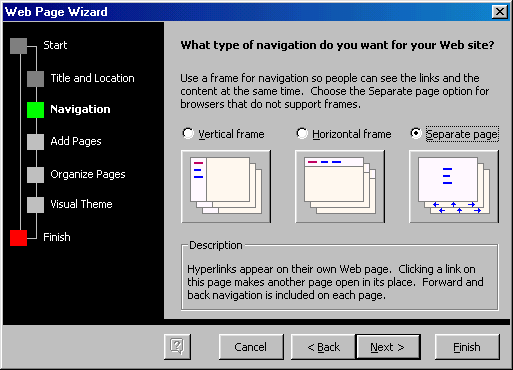 Web Page Wizard
Start
Title and Location
Navigation
Add Pages
Organize Pages
Visual Theme
Finish
What type of navigation do you want for your Web site?
Use a frame for navigation so people can see the links and the
content at the same time. Choose the Separate page option for
browsers that do not support frames.
Vertical frame
Horizontal frame
Separate page
Description
Hyperlinks appear on their own Web page. Clicking a link on
this page makes another page open in its place. Forward and
back navigation is included on each page.
Cancel
< Back
Next >
Finish